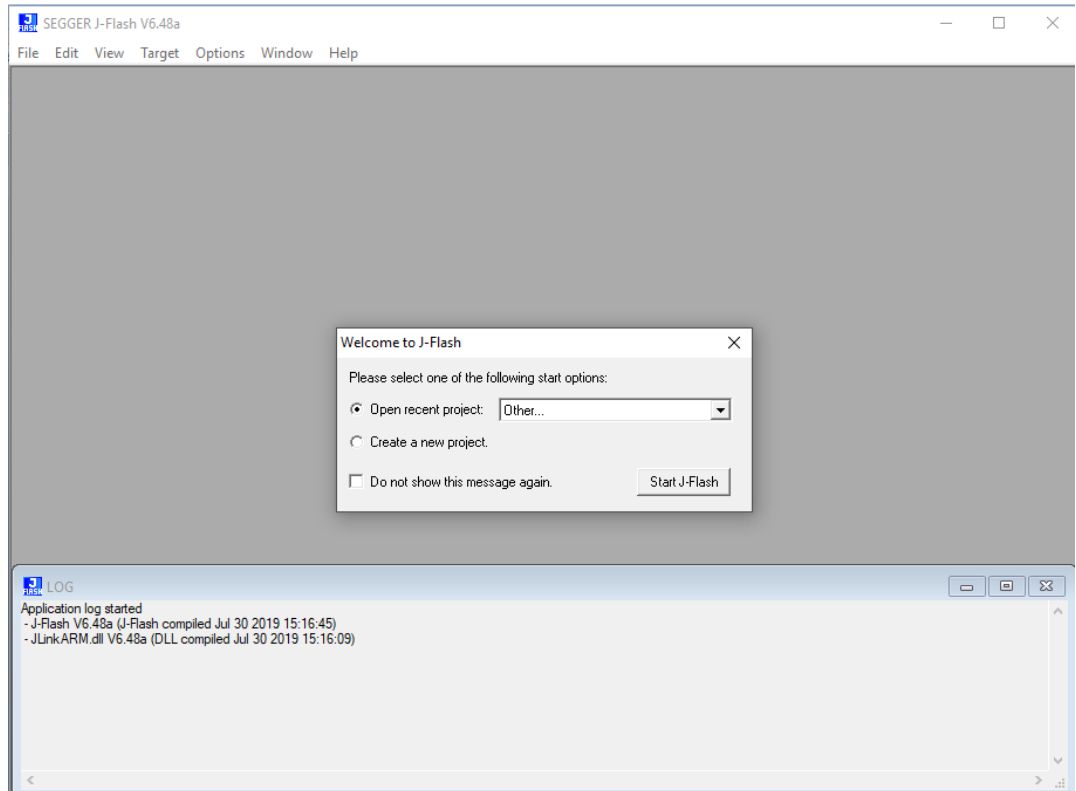 J
FLASH
SEGGER J-Flash V6.48a
File Edit View Target Options Window Help
Welcome to J-Flash
Please select one of the following start options:
Open recent project: Other...
Create a new project.
Do not show this message again. Start J-Flash
J
FLASH
LOG
Application log started
- J-Flash V6.48a (J-Flash compiled Jul 30 2019 15:16:45)
- JLinkARM.dll V6.48a (DLL compiled Jul 30 2019 15:16:09)